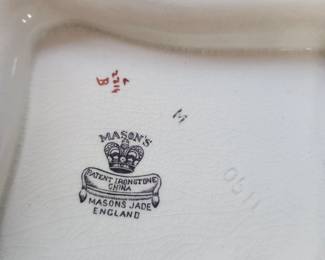 B
M
MASON'S
PATENT IRONSTONE
CHINA
MASONS JADE
ENGLAND